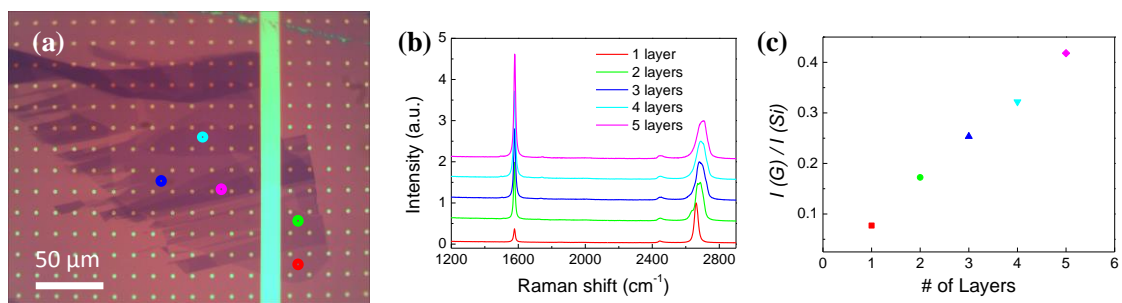 (a)
50 µm
(b)
5
4
3
2
1
0
Intensity (a.u.)
1200 1600 2000 2400 2800
Raman shift (cm⁻¹)
1 layer
2 layers
3 layers
4 layers
5 layers
(c)
0.4
0.3
0.2
0.1
I (G) / I (Si)
0 1 2 3 4 5 6
# of Layers